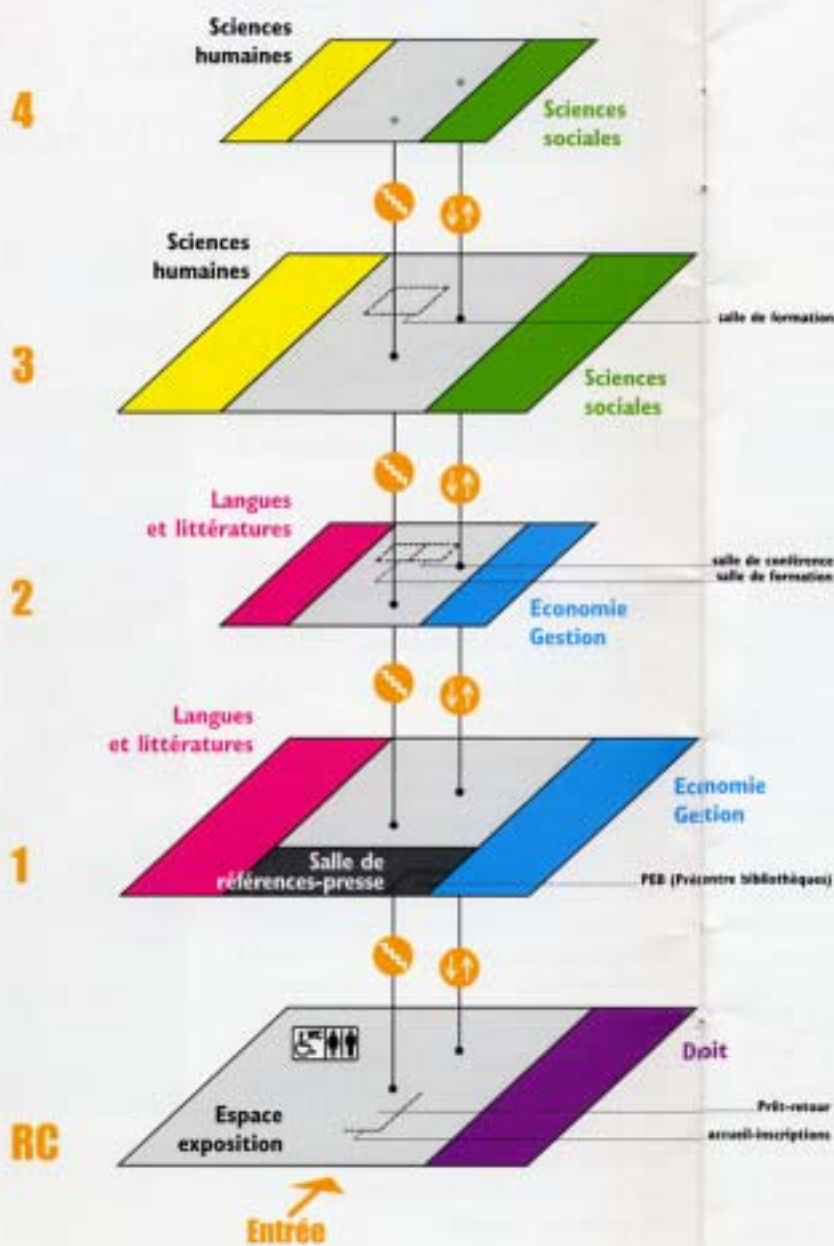 Sciences
humaines
4
Sciences
sociales
Sciences
humaines
salle de formation
3
Sciences
sociales
Langues
et littératures
salle de conférence
salle de formation
2
Economie
Gestion
Langues
et littératures
Economie
Gestion
1
Salle de
références-presse
PEB (Prêt entre bibliothèques)
WC
Droit
Prêt-retour
Espace
exposition
accueil-inscriptions
RC
Entrée